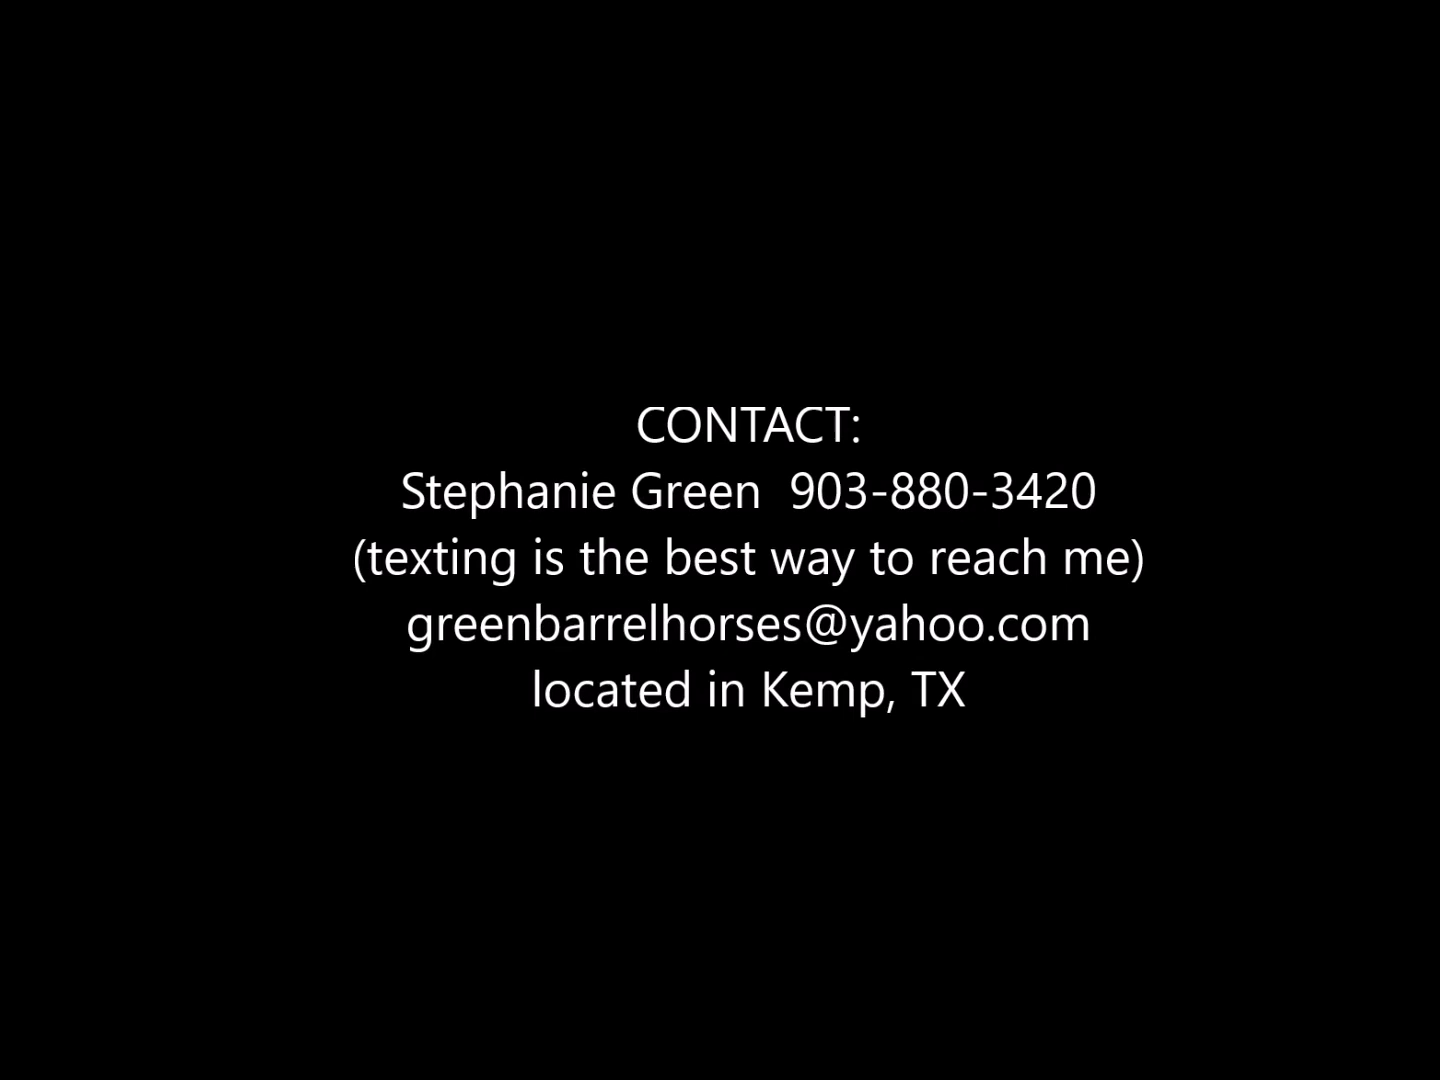 CONTACT:
Stephanie Green  903-880-3420
(texting is the best way to reach me)
greenbarrelhorses@yahoo.com
located in Kemp, TX